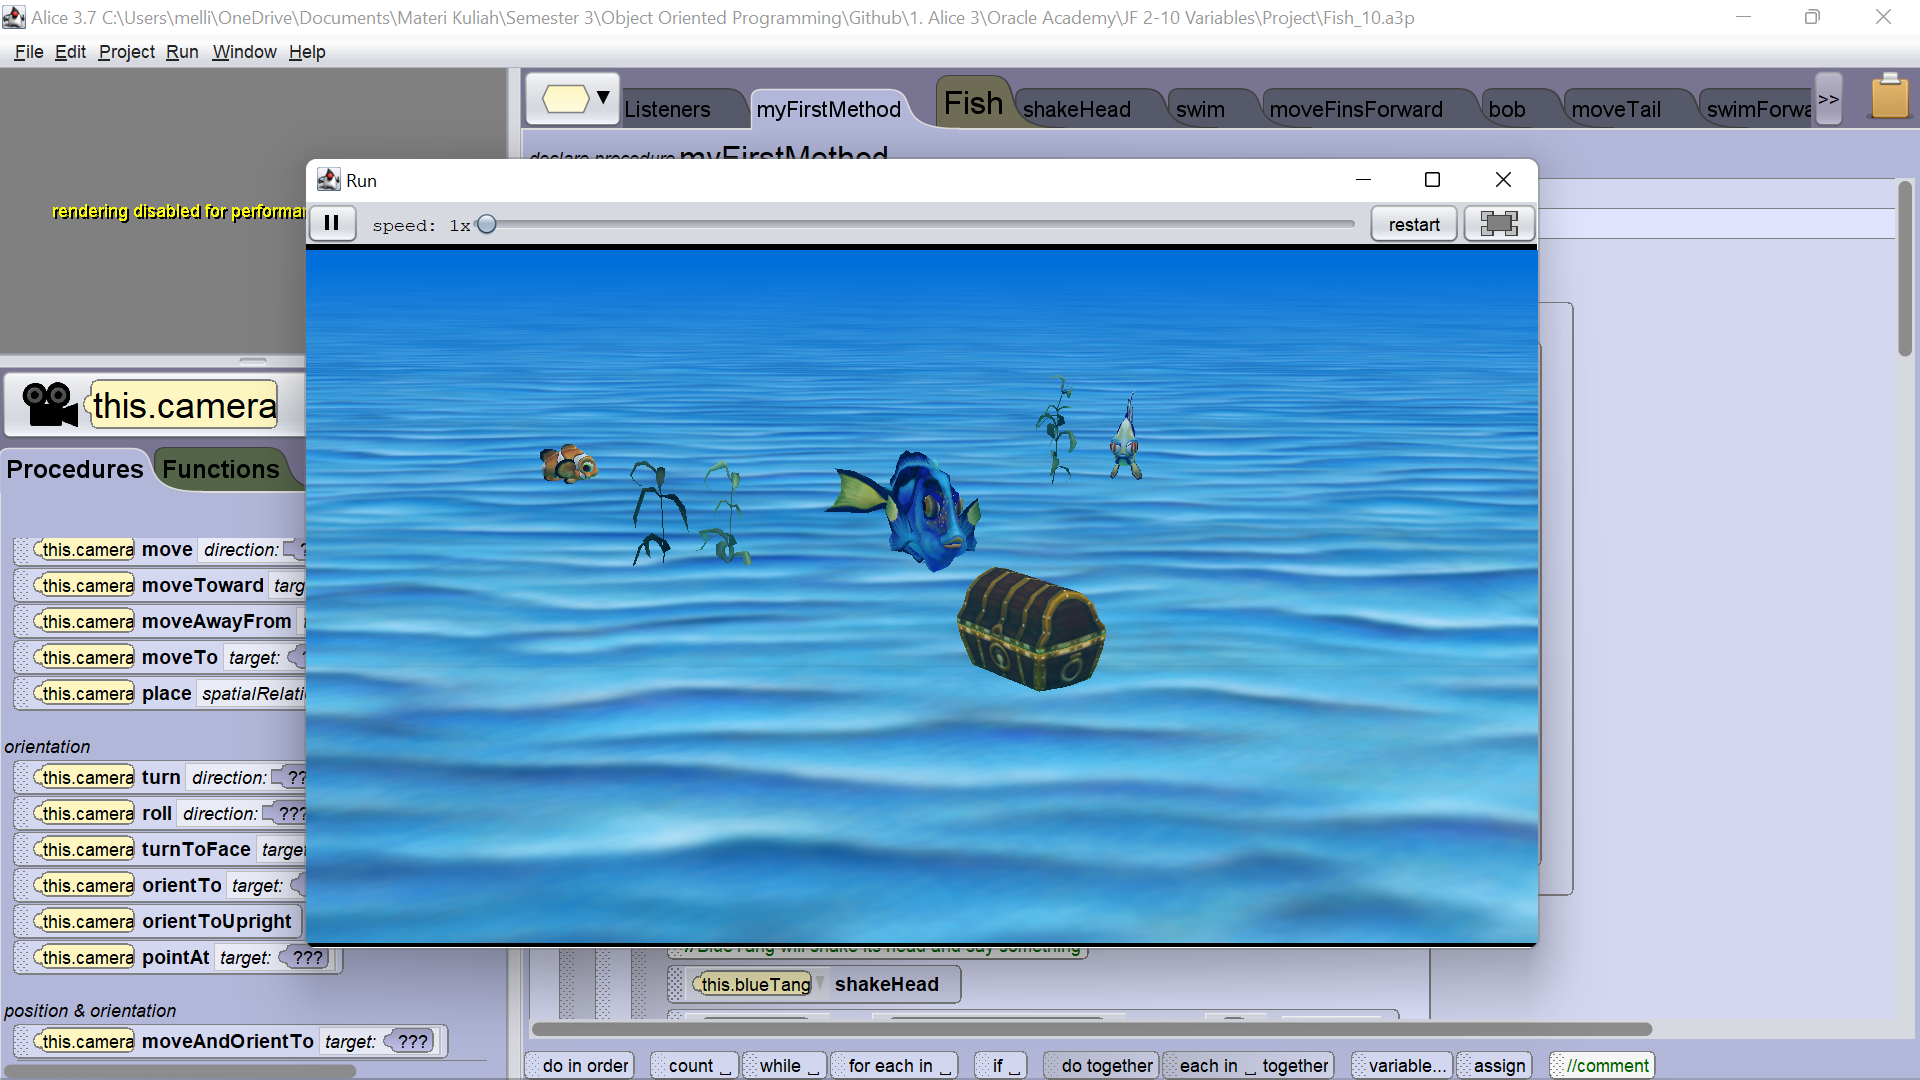 Alice 3.7 C:\Users\melli\OneDrive\Documents\Materi Kuliah\Semester 3\Object Oriented Programming\Github\1. Alice 3\Oracle Academy\JF 2-10 Variables\Project\Fish_10.a3p
File Edit Project Run Window Help
Listeners myFirstMethod Fish shakeHead swim moveFinsForward bob moveTail swimForwa >>
declare procedure myFirstMethod
Run
rendering disabled for performa
speed: 1x restart
this.camera
Procedures Functions
this.camera move direction: ?
this.camera moveToward targ
this.camera moveAwayFrom
this.camera moveTo target:
this.camera place spatialRelati
orientation
this.camera turn direction: ??
this.camera roll direction: ???
this.camera turnToFace targe
this.camera orientTo target:
this.camera orientToUpright
this.camera pointAt target: ???
//BlueTang will shake its head and say something
this.blueTang shakeHead
position & orientation
this.camera moveAndOrientTo target: ???
do in order count _ while _ for each in _ if _ do together each in _ together variable... assign //comment